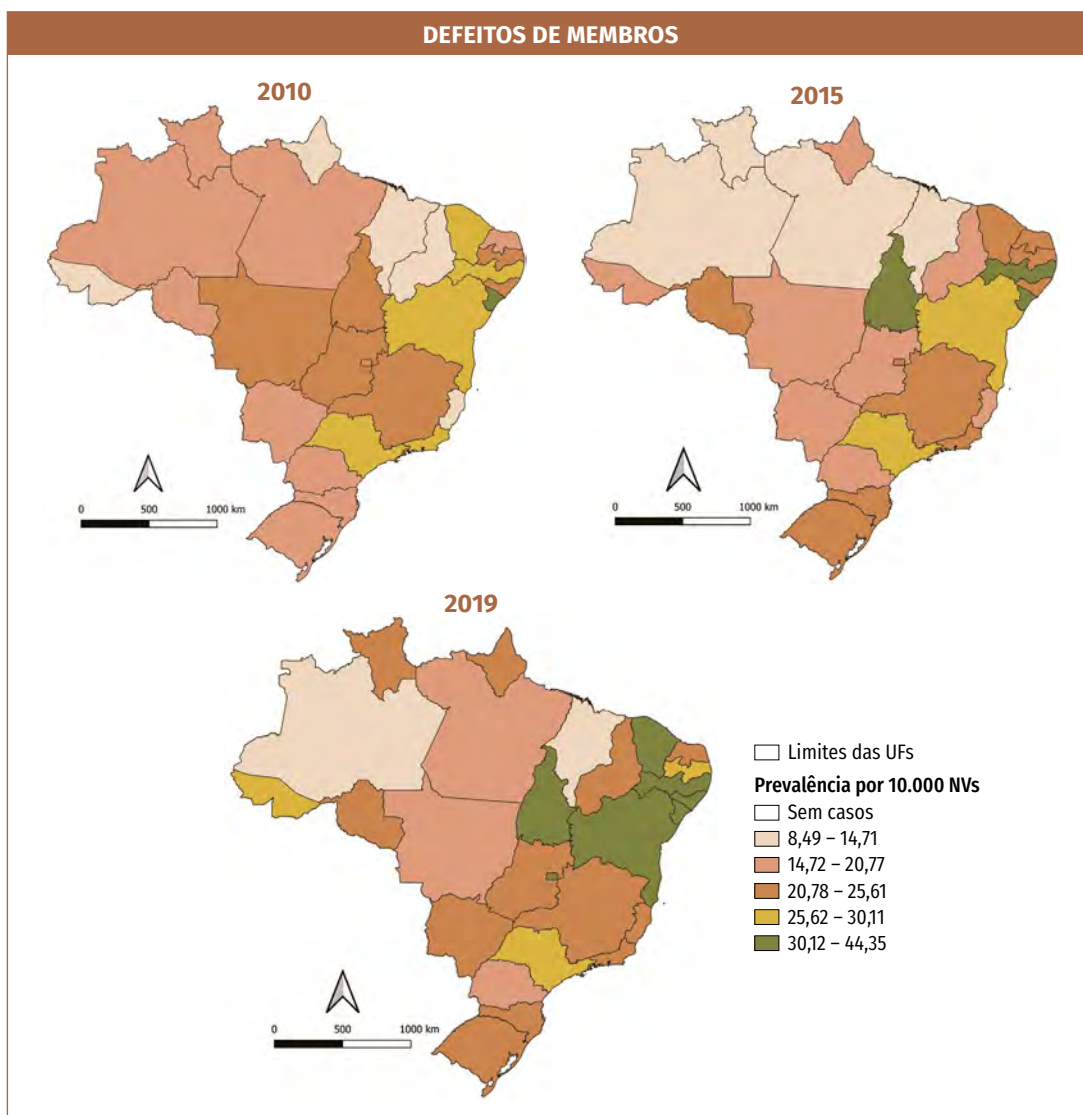 DEFEITOS DE MEMBROS
2010
0 500 1000 km
2015
0 500 1000 km
2019
0 500 1000 km
Limites das UFs
Prevalência por 10.000 NVs
Sem casos
8,49 – 14,71
14,72 – 20,77
20,78 – 25,61
25,62 – 30,11
30,12 – 44,35